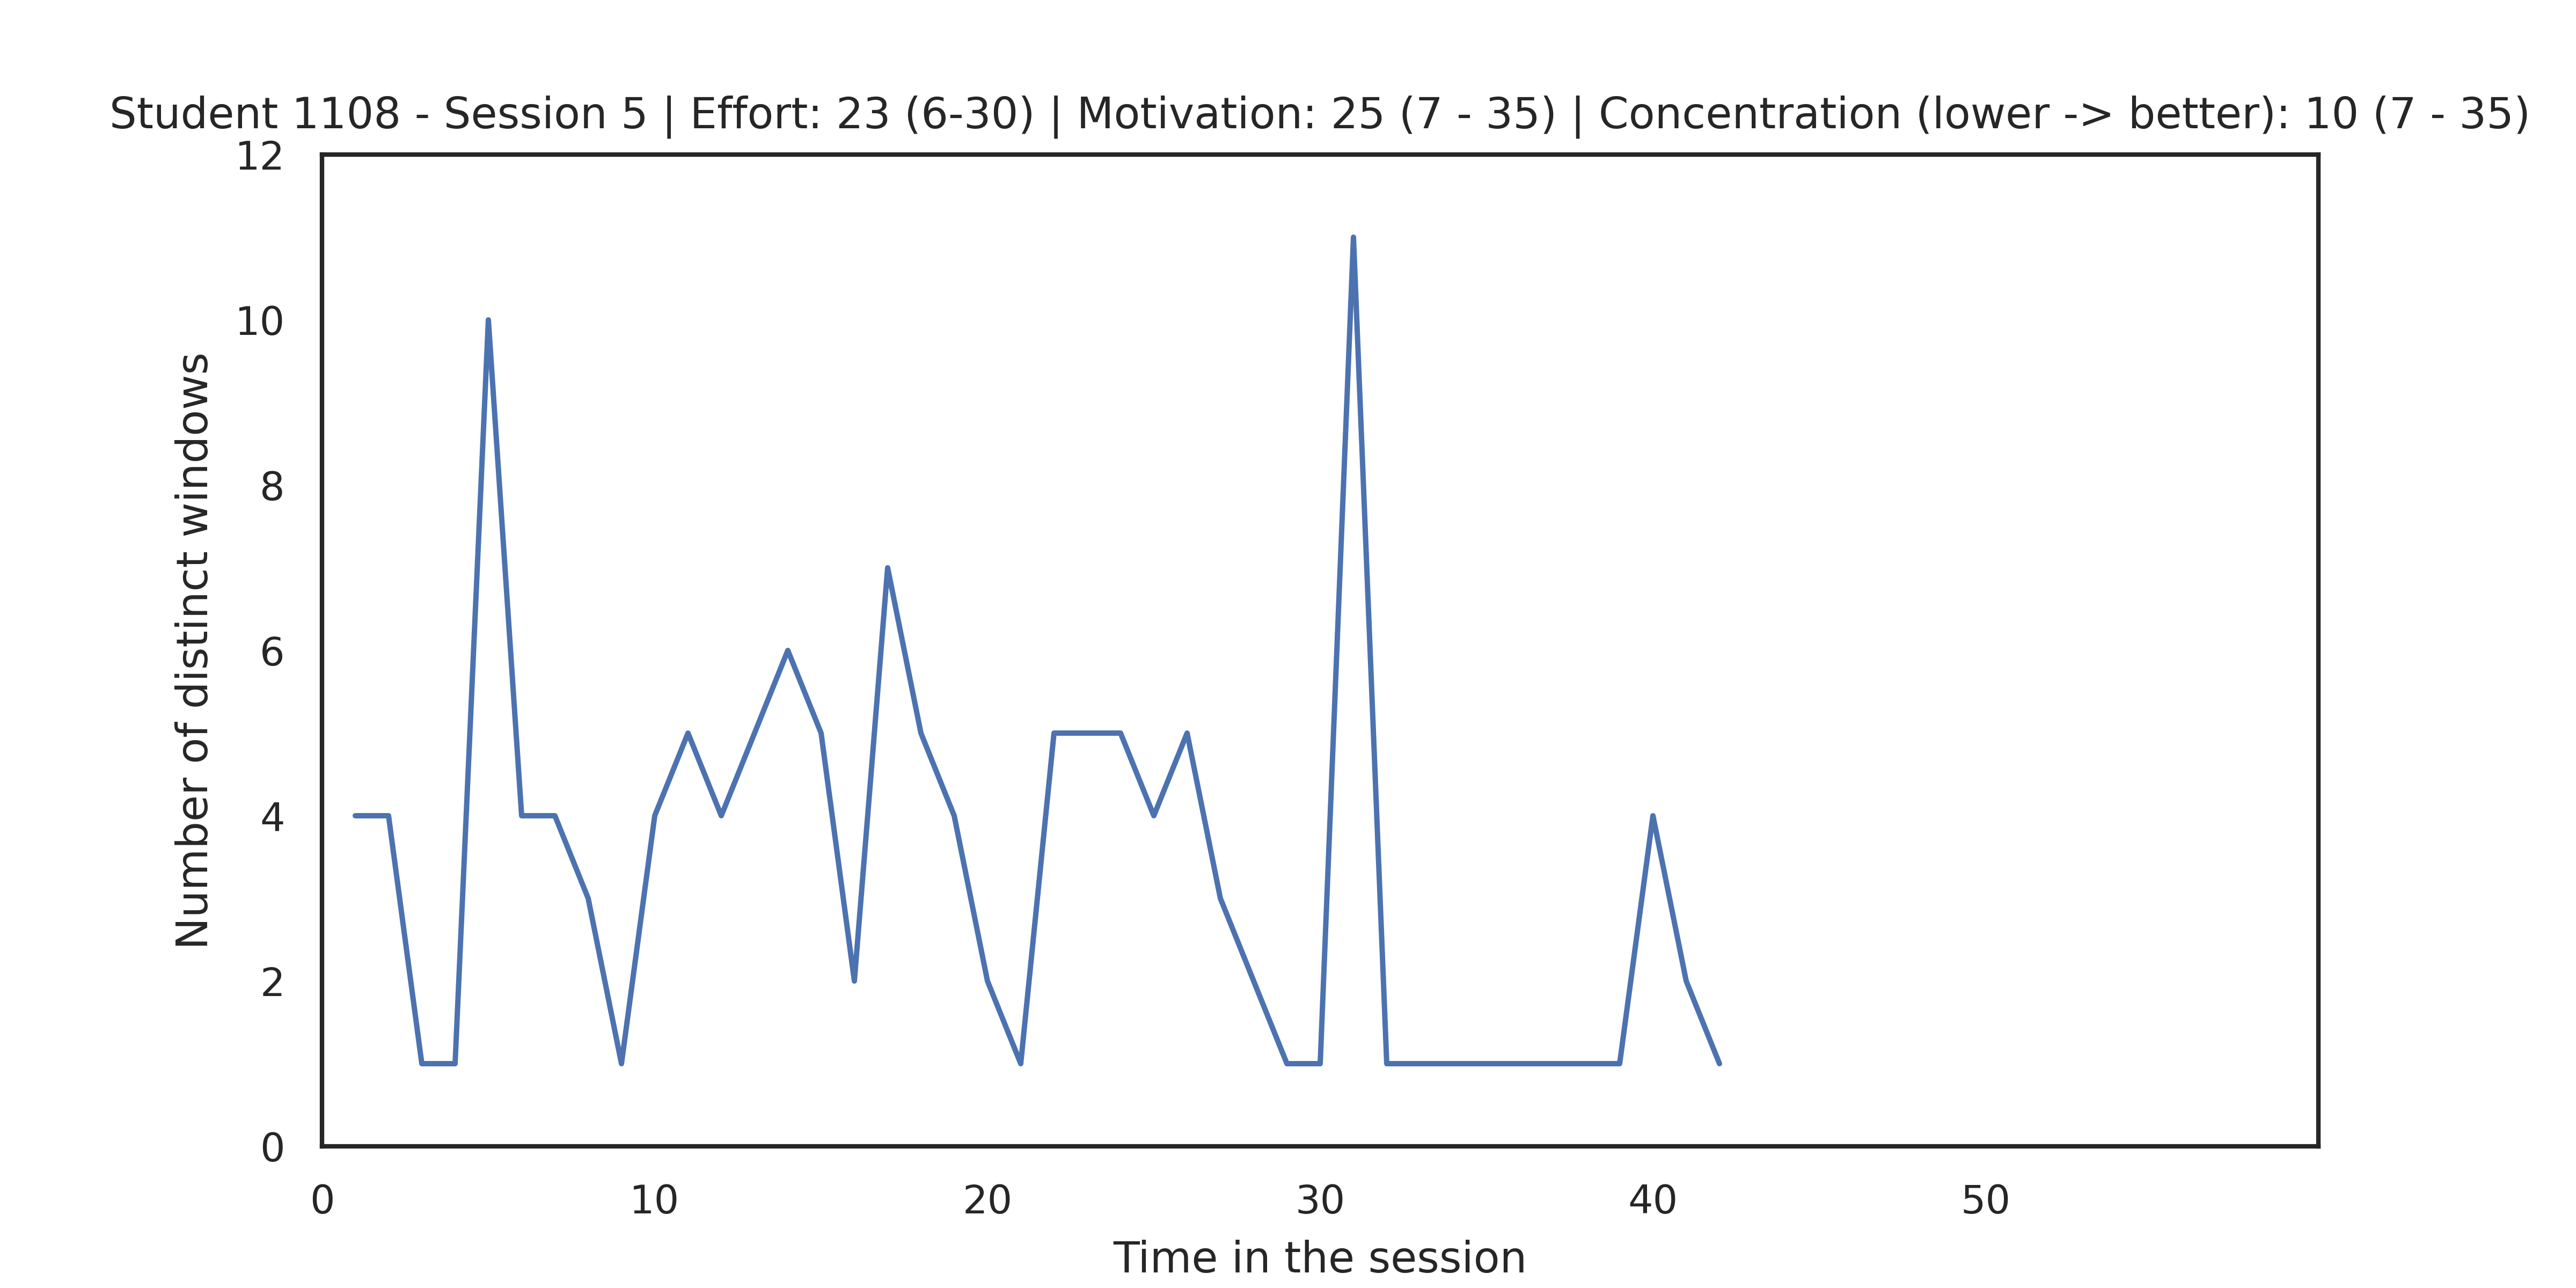 Student 1108 - Session 5 | Effort: 23 (6-30) | Motivation: 25 (7 - 35) | Concentration (lower -> better): 10 (7 - 35)
12
10
8
6
4
2
0
Number of distinct windows
0 10 20 30 40 50
Time in the session